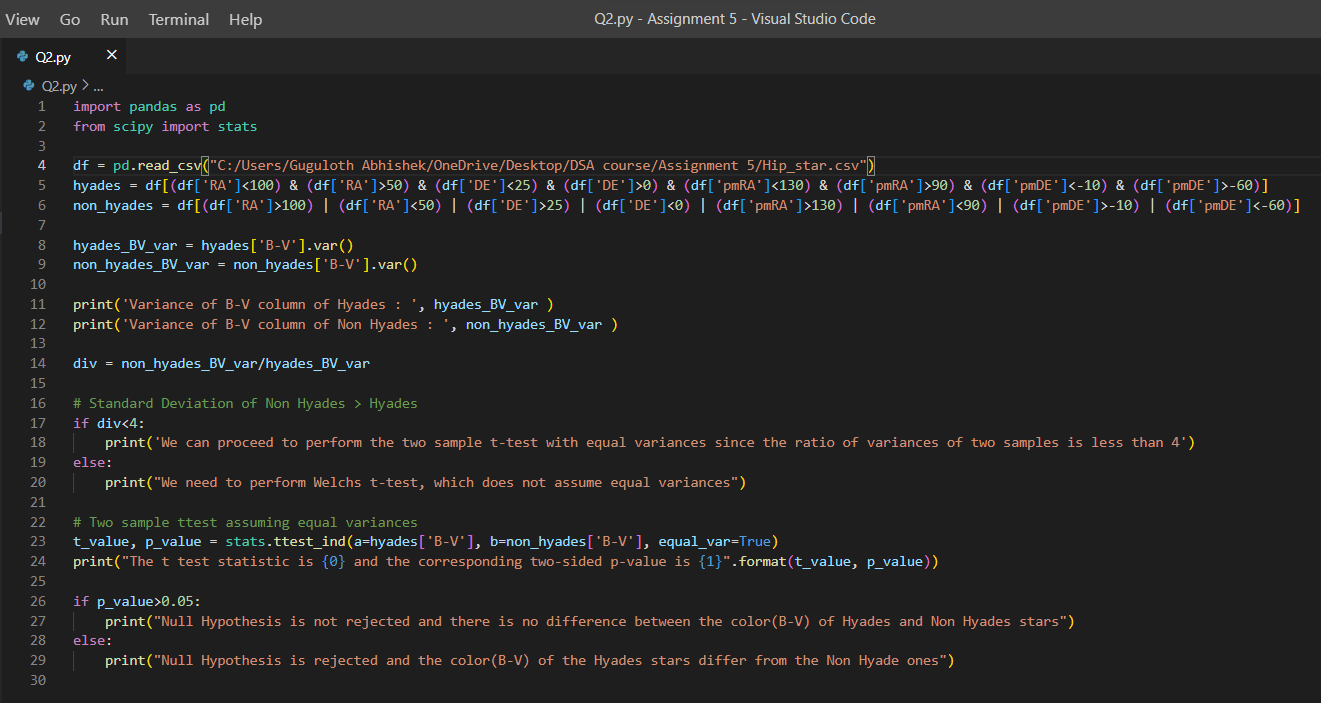 View Go Run Terminal Help Q2.py - Assignment 5 - Visual Studio Code
Q2.py ×
Q2.py > ...
1 import pandas as pd
2 from scipy import stats
3
4 df = pd.read_csv("C:/Users/Guguloth Abhishek/OneDrive/Desktop/DSA course/Assignment 5/Hip_star.csv")
5 hyades = df[(df['RA']<100) & (df['RA']>50) & (df['DE']<25) & (df['DE']>0) & (df['pmRA']<130) & (df['pmRA']>90) & (df['pmDE']<-10) & (df['pmDE']>-60)]
6 non_hyades = df[(df['RA']>100) | (df['RA']<50) | (df['DE']>25) | (df['DE']<0) | (df['pmRA']>130) | (df['pmRA']<90) | (df['pmDE']>-10) | (df['pmDE']<-60)]
7
8 hyades_BV_var = hyades['B-V'].var()
9 non_hyades_BV_var = non_hyades['B-V'].var()
10
11 print('Variance of B-V column of Hyades : ', hyades_BV_var )
12 print('Variance of B-V column of Non Hyades : ', non_hyades_BV_var )
13
14 div = non_hyades_BV_var/hyades_BV_var
15
16 # Standard Deviation of Non Hyades > Hyades
17 if div<4:
18     print('We can proceed to perform the two sample t-test with equal variances since the ratio of variances of two samples is less than 4')
19 else:
20     print("We need to perform Welchs t-test, which does not assume equal variances")
21
22 # Two sample ttest assuming equal variances
23 t_value, p_value = stats.ttest_ind(a=hyades['B-V'], b=non_hyades['B-V'], equal_var=True)
24 print("The t test statistic is {0} and the corresponding two-sided p-value is {1}".format(t_value, p_value))
25
26 if p_value>0.05:
27     print("Null Hypothesis is not rejected and there is no difference between the color(B-V) of Hyades and Non Hyades stars")
28 else:
29     print("Null Hypothesis is rejected and the color(B-V) of the Hyades stars differ from the Non Hyade ones")
30